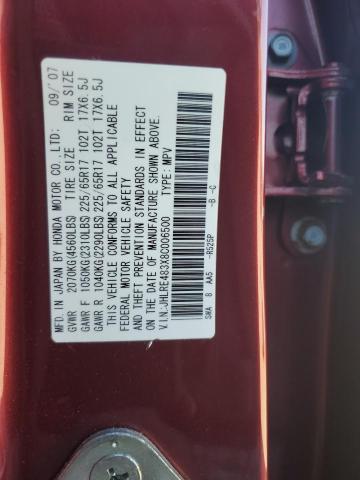 MFD. IN JAPAN BY HONDA MOTOR CO., LTD: 09/'07
GVWR 2070KG(4560LBS) TIRE SIZE RIM SIZE
GAWR F 1050KG(2310LBS) 225/65R17 102T 17X6.5J
GAWR R 1040KG(2290LBS) 225/65R17 102T 17X6.5J
THIS VEHICLE CONFORMS TO ALL APPLICABLE
FEDERAL MOTOR VEHICLE SAFETY
AND THEFT PREVENTION STANDARDS IN EFFECT
ON THE DATE OF MANUFACTURE SHOWN ABOVE.
V.I.N:JHLRE483X8C006500 TYPE: MPV
SWA 8 AA5 -R525P -B -C